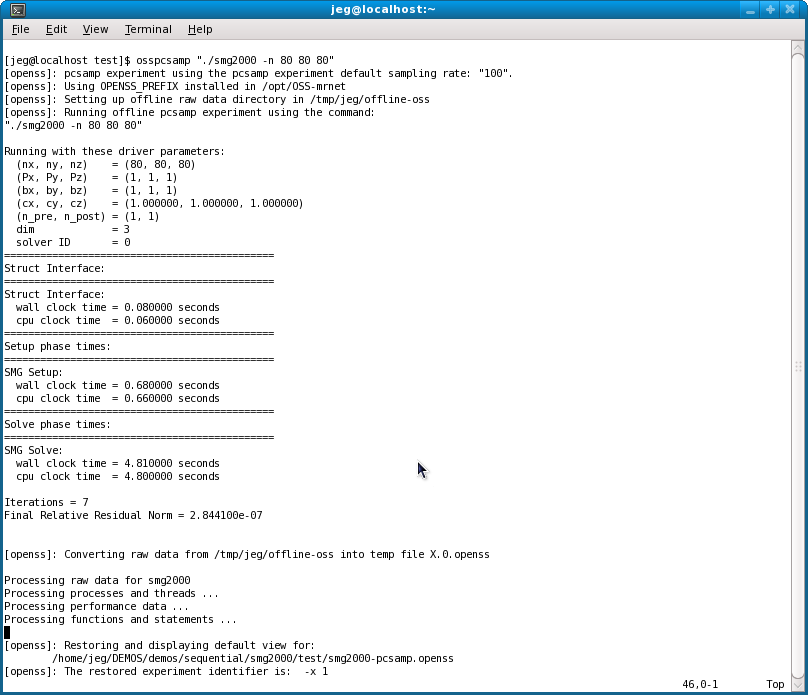 jeg@localhost:~
File Edit View Terminal Help
[jeg@localhost test]$ osspcsamp "./smg2000 -n 80 80 80"
[openss]: pcsamp experiment using the pcsamp experiment default sampling rate: "100".
[openss]: Using OPENSS_PREFIX installed in /opt/OSS-mrnet
[openss]: Setting up offline raw data directory in /tmp/jeg/offline-oss
[openss]: Running offline pcsamp experiment using the command:
"./smg2000 -n 80 80 80"
Running with these driver parameters:
  (nx, ny, nz)    = (80, 80, 80)
  (Px, Py, Pz)    = (1, 1, 1)
  (bx, by, bz)    = (1, 1, 1)
  (cx, cy, cz)    = (1.000000, 1.000000, 1.000000)
  (n_pre, n_post) = (1, 1)
  dim             = 3
  solver ID       = 0
=============================================
Struct Interface:
=============================================
Struct Interface:
  wall clock time = 0.080000 seconds
  cpu clock time  = 0.060000 seconds
=============================================
Setup phase times:
=============================================
SMG Setup:
  wall clock time = 0.680000 seconds
  cpu clock time  = 0.660000 seconds
=============================================
Solve phase times:
=============================================
SMG Solve:
  wall clock time = 4.810000 seconds
  cpu clock time  = 4.800000 seconds
Iterations = 7
Final Relative Residual Norm = 2.844100e-07
[openss]: Converting raw data from /tmp/jeg/offline-oss into temp file X.0.openss
Processing raw data for smg2000
Processing processes and threads ...
Processing performance data ...
Processing functions and statements ...
[openss]: Restoring and displaying default view for:
        /home/jeg/DEMOS/demos/sequential/smg2000/test/smg2000-pcsamp.openss
[openss]: The restored experiment identifier is:  -x 1
46,0-1 Top